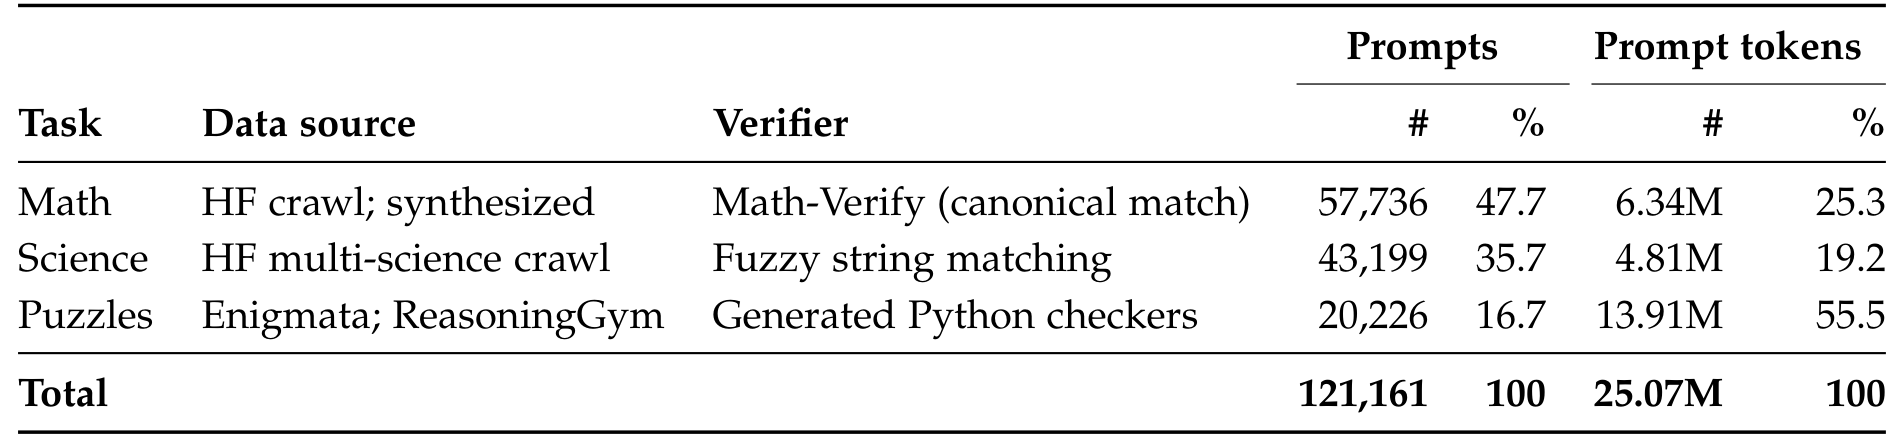 Prompts Prompt tokens
Task Data source Verifier # % # %
Math HF crawl; synthesized Math-Verify (canonical match) 57,736 47.7 6.34M 25.3
Science HF multi-science crawl Fuzzy string matching 43,199 35.7 4.81M 19.2
Puzzles Enigmata; ReasoningGym Generated Python checkers 20,226 16.7 13.91M 55.5
Total 121,161 100 25.07M 100